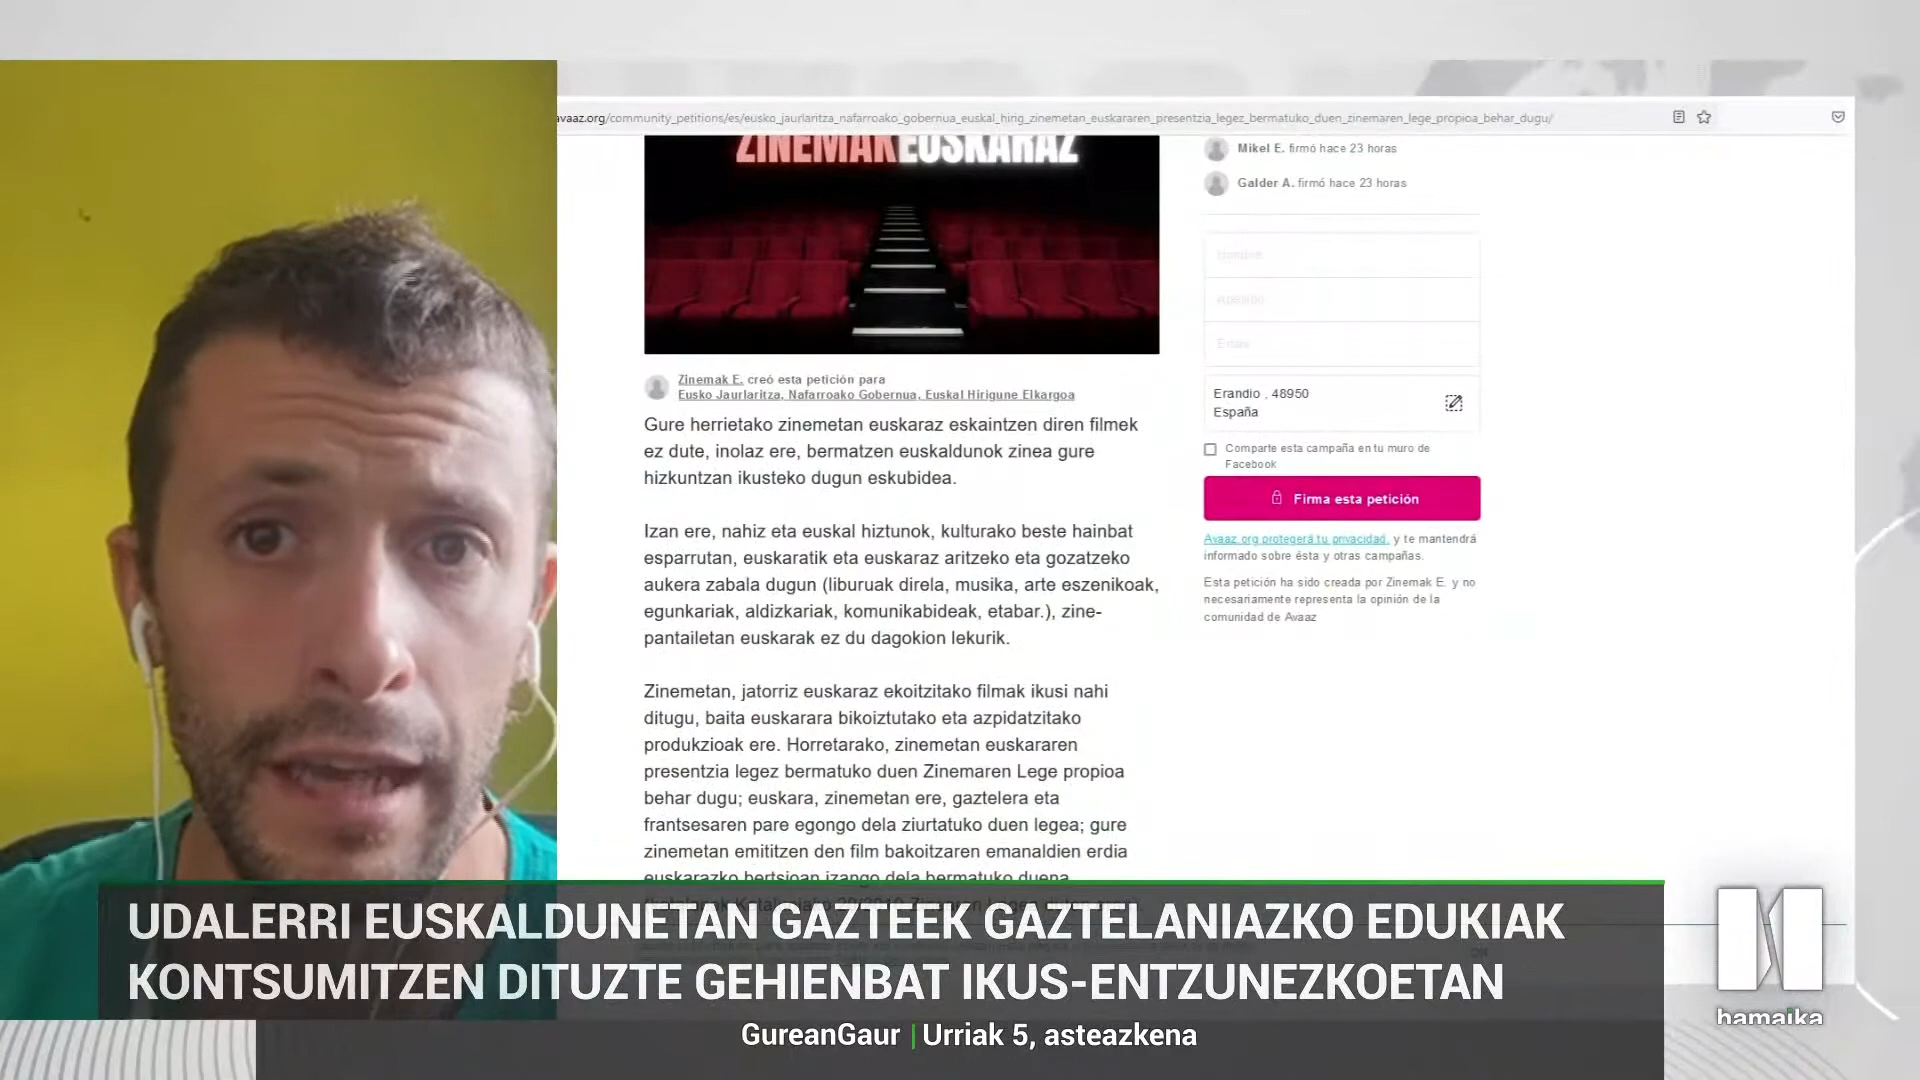 avaaz.org/community_petitions/es/eusko_jaurlaritza_nafarroako_gobernua_euskal_hing_zinemetan_euskararen_presentzia_legez_bermatuko_duen_zinemaren_lege_propioa_behar_dugu/
ZINEMAKEUSKARAZ
Zinemak E. creó esta petición para
Eusko Jaurlaritza, Nafarroako Gobernua, Euskal Hirigune Elkargoa
Gure herrietako zinemetan euskaraz eskaintzen diren filmek
ez dute, inolaz ere, bermatzen euskaldunok zinea gure
hizkuntzan ikusteko dugun eskubidea.
Izan ere, nahiz eta euskal hiztunok, kulturako beste hainbat
esparrutan, euskaratik eta euskaraz aritzeko eta gozatzeko
aukera zabala dugun (liburuak direla, musika, arte eszenikoak,
egunkariak, aldizkariak, komunikabideak, etabar.), zine-
pantailetan euskarak ez du dagokion lekurik.
Zinemetan, jatorriz euskaraz ekoitzitako filmak ikusi nahi
ditugu, baita euskarara bikoiztutako eta azpidatzitako
produkzioak ere. Horretarako, zinemetan euskararen
presentzia legez bermatuko duen Zinemaren Lege propioa
behar dugu; euskara, zinemetan ere, gaztelera eta
frantsesaren pare egongo dela ziurtatuko duen legea; gure
zinemetan emititzen den film bakoitzaren emanaldien erdia
euskarazko bertsioan izango dela bermatuko duena
Mikel E. firmó hace 23 horas
Galder A. firmó hace 23 horas
Nombre
Apellido
Email
Erandio , 48950
España
Comparte esta campaña en tu muro de
Facebook
Firma esta petición
Avaaz.org protegerá tu privacidad. y te mantendrá
informado sobre ésta y otras campañas.
Esta petición ha sido creada por Zinemak E. y no
necesariamente representa la opinión de la
comunidad de Avaaz
UDALERRI EUSKALDUNETAN GAZTEEK GAZTELANIAZKO EDUKIAK
KONTSUMITZEN DITUZTE GEHIENBAT IKUS-ENTZUNEZKOETAN
GureanGaur | Urriak 5, asteazkena
hamaika